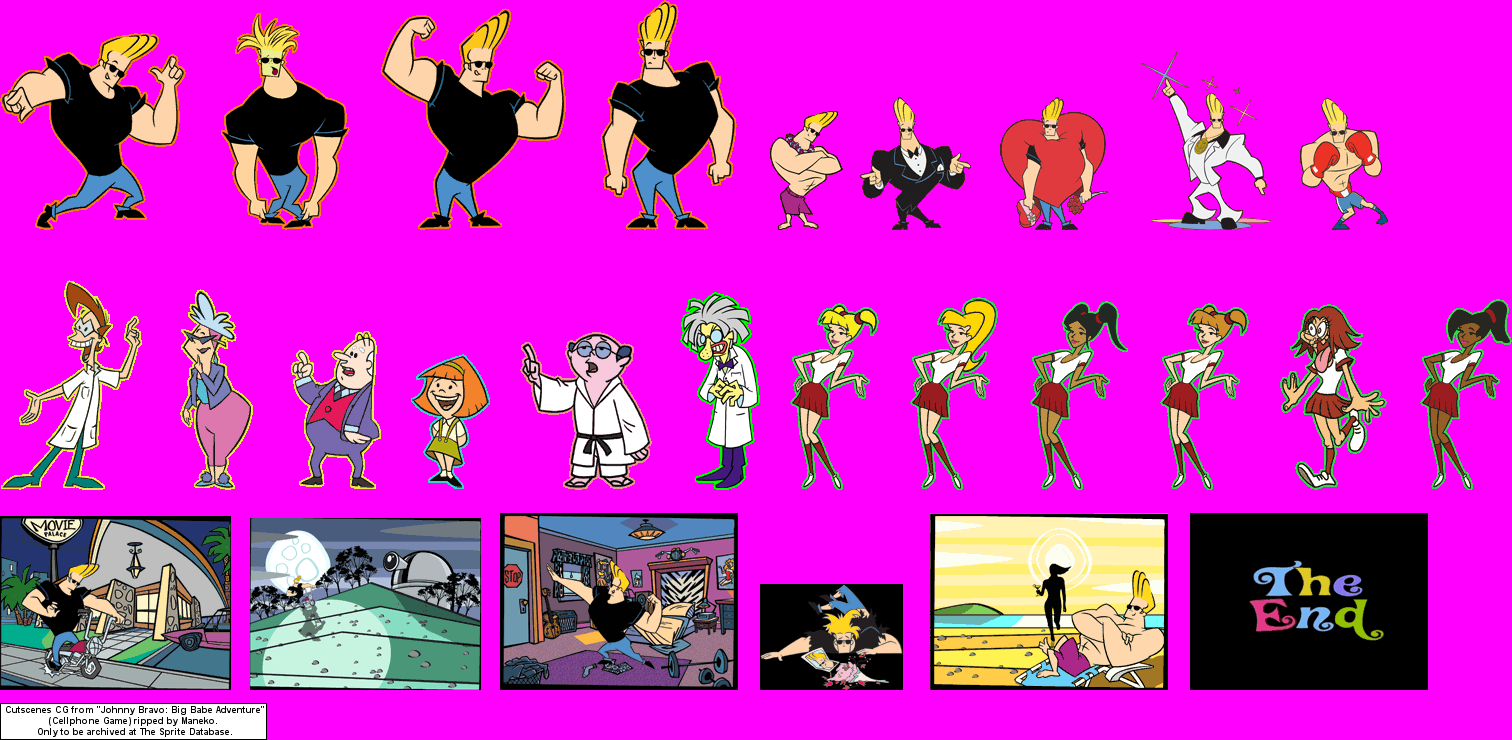 MOVIE
PALACE
STOP
The
End
Cutscenes CG from "Johnny Bravo: Big Babe Adventure"
(Cellphone Game) ripped by Maneko.
Only to be archived at The Sprite Database.